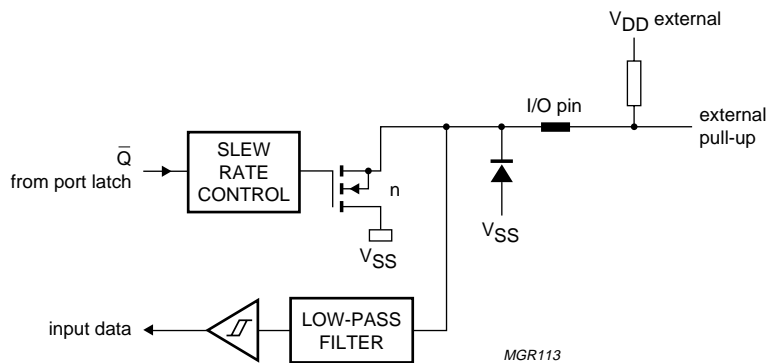 VDD external
I/O pin
external
pull-up
Q̅
from port latch
SLEW
RATE
CONTROL
n
VSS
VSS
input data
LOW-PASS
FILTER
MGR113